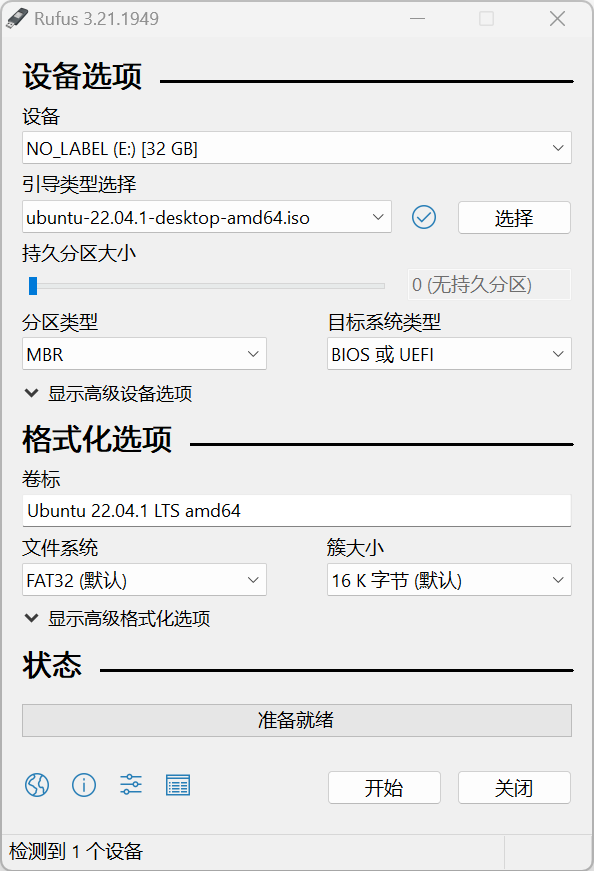 Rufus 3.21.1949
设备选项
设备
NO_LABEL (E:) [32 GB]
引导类型选择
ubuntu-22.04.1-desktop-amd64.iso
选择
持久分区大小
0 (无持久分区)
分区类型
目标系统类型
MBR
BIOS 或 UEFI
显示高级设备选项
格式化选项
卷标
Ubuntu 22.04.1 LTS amd64
文件系统
簇大小
FAT32 (默认)
16 K 字节 (默认)
显示高级格式化选项
状态
准备就绪
开始
关闭
检测到 1 个设备